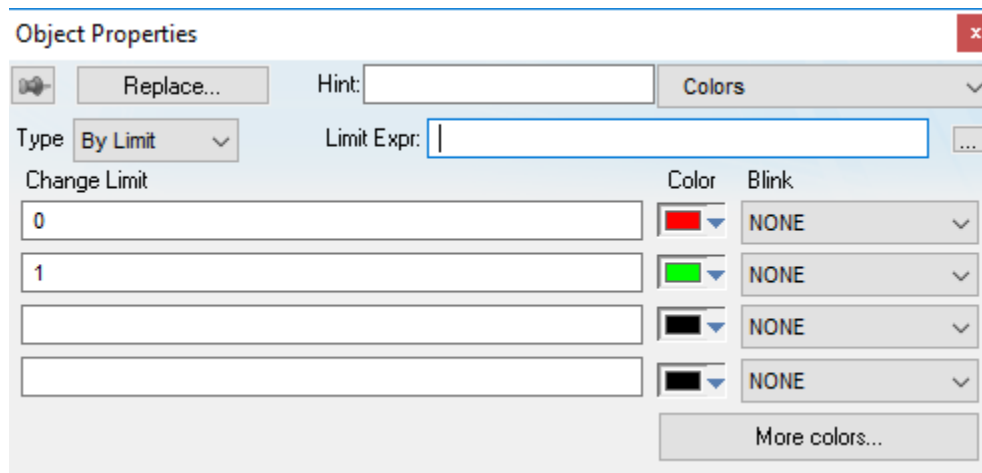 Object Properties
x
Replace... Hint: Colors
Type By Limit Limit Expr: ...
Change Limit Color Blink
0 NONE
1 NONE
NONE
NONE
More colors...